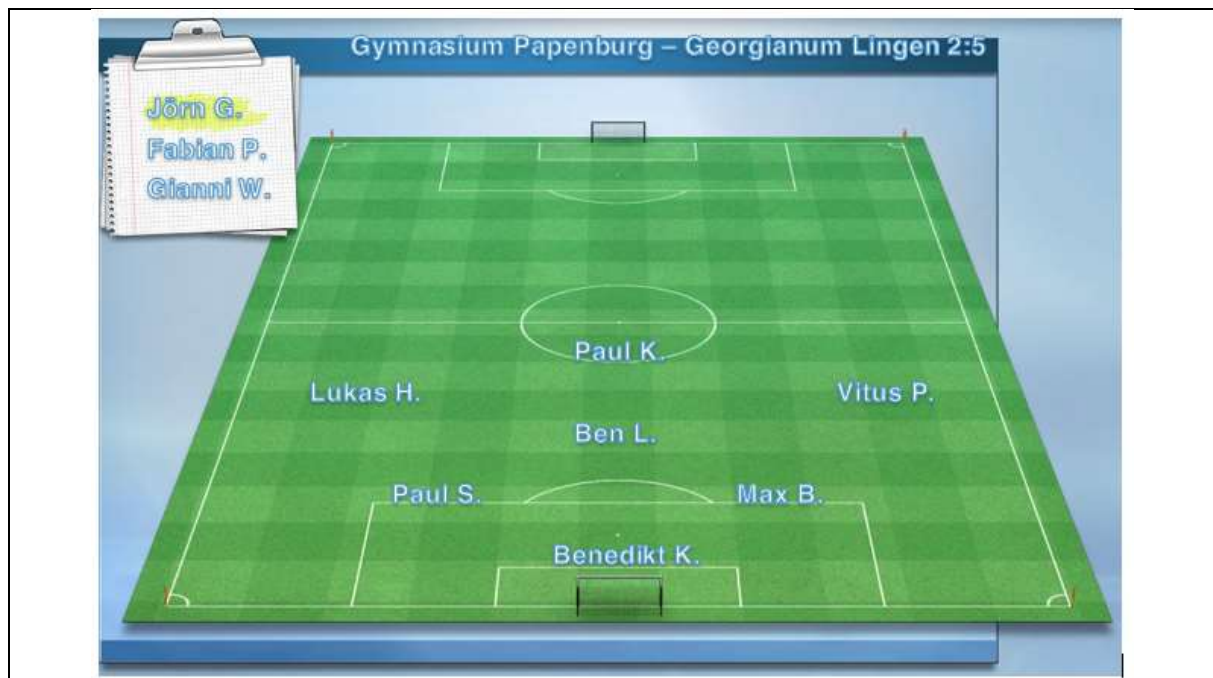 Gymnasium Papenburg – Georgianum Lingen 2:5
Jörn G.
Fabian P.
Gianni W.
Paul K.
Lukas H.
Vitus P.
Ben L.
Paul S.
Max B.
Benedikt K.